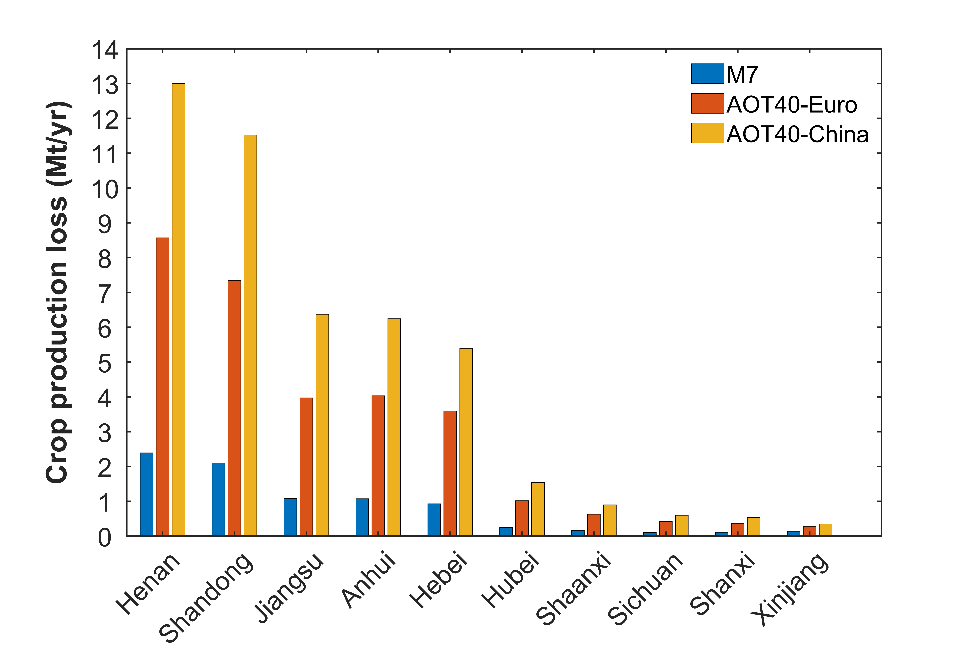 Crop production loss (Mt/yr)
14
13
12
11
10
9
8
7
6
5
4
3
2
1
0
M7
AOT40-Euro
AOT40-China
Henan
Shandong
Jiangsu
Anhui
Hebei
Hubei
Shaanxi
Sichuan
Shanxi
Xinjiang